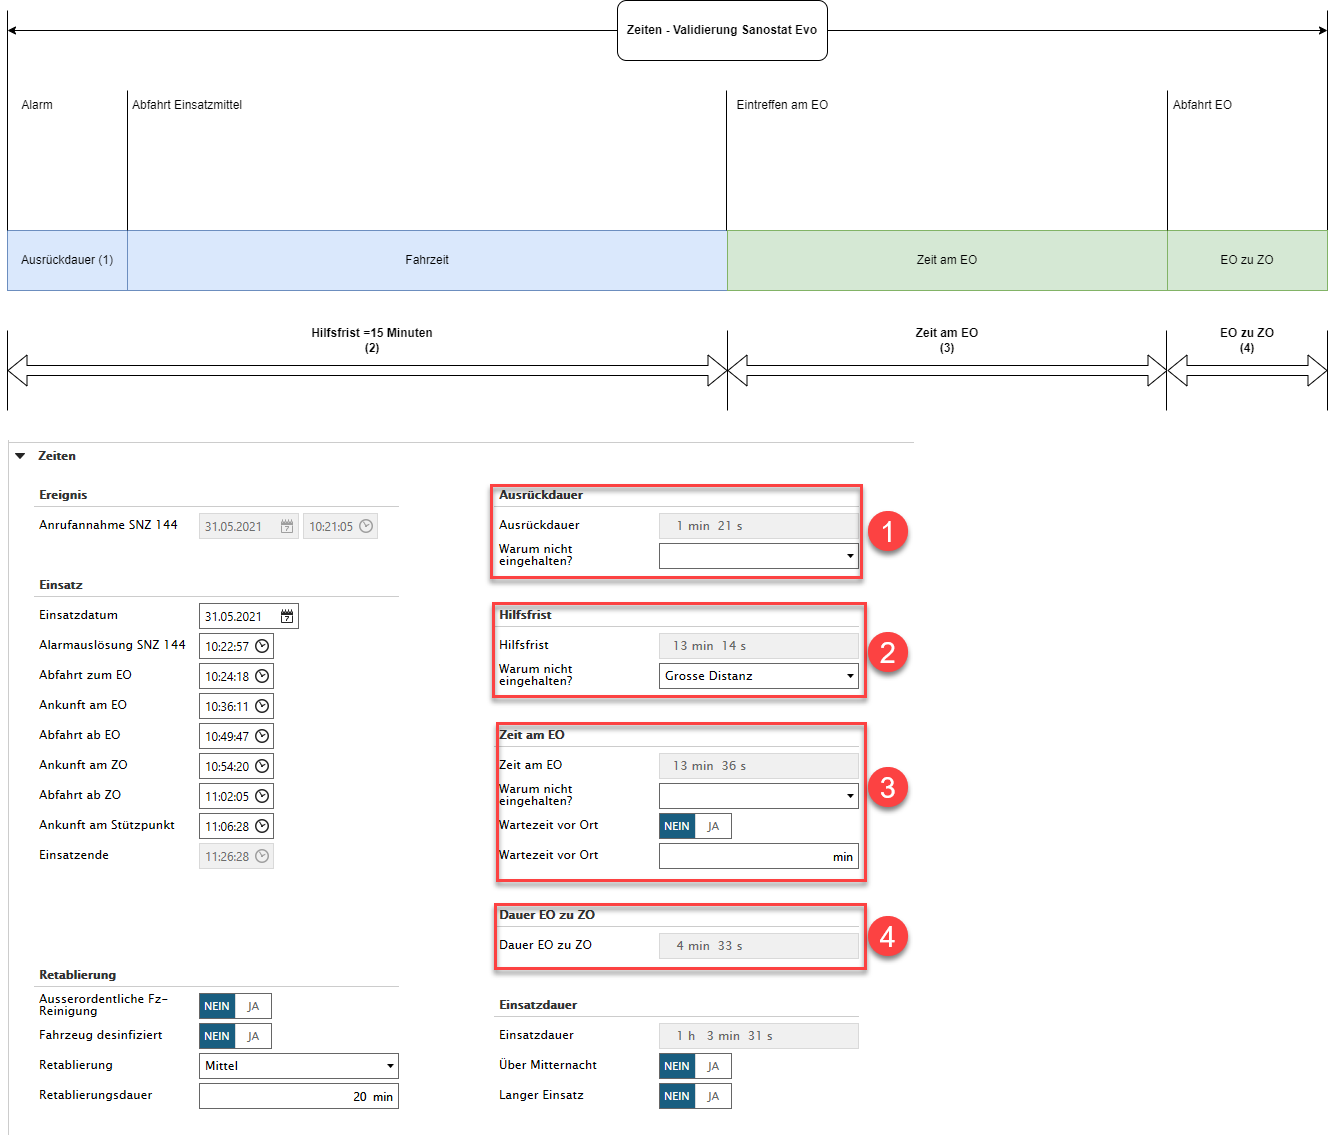 Zeiten - Validierung Sanostat Evo
Alarm
Abfahrt Einsatzmittel
Eintreffen am EO
Abfahrt EO
Ausrückdauer (1)
Fahrzeit
Zeit am EO
EO zu ZO
Hilfsfrist =15 Minuten
(2)
Zeit am EO
(3)
EO zu ZO
(4)
Zeiten
Ereignis
Anrufannahme SNZ 144
31.05.2021
7
10:21:05
Einsatz
Einsatzdatum
31.05.2021
7
Alarmauslösung SNZ 144
10:22:57
Abfahrt zum EO
10:24:18
Ankunft am EO
10:36:11
Abfahrt ab EO
10:49:47
Ankunft am ZO
10:54:20
Abfahrt ab ZO
11:02:05
Ankunft am Stützpunkt
11:06:28
Einsatzende
11:26:28
Retablierung
Ausserordentliche Fz-
Reinigung
NEIN JA
Fahrzeug desinfiziert
NEIN JA
Retablierung
Mittel
Retablierungsdauer
20 min
Ausrückdauer
Ausrückdauer
1 min 21 s
Warum nicht
eingehalten?
1
Hilfsfrist
Hilfsfrist
13 min 14 s
Warum nicht
eingehalten?
Grosse Distanz
2
Zeit am EO
Zeit am EO
13 min 36 s
Warum nicht
eingehalten?
Wartezeit vor Ort
NEIN JA
Wartezeit vor Ort
min
3
Dauer EO zu ZO
Dauer EO zu ZO
4 min 33 s
4
Einsatzdauer
Einsatzdauer
1 h 3 min 31 s
Über Mitternacht
NEIN JA
Langer Einsatz
NEIN JA